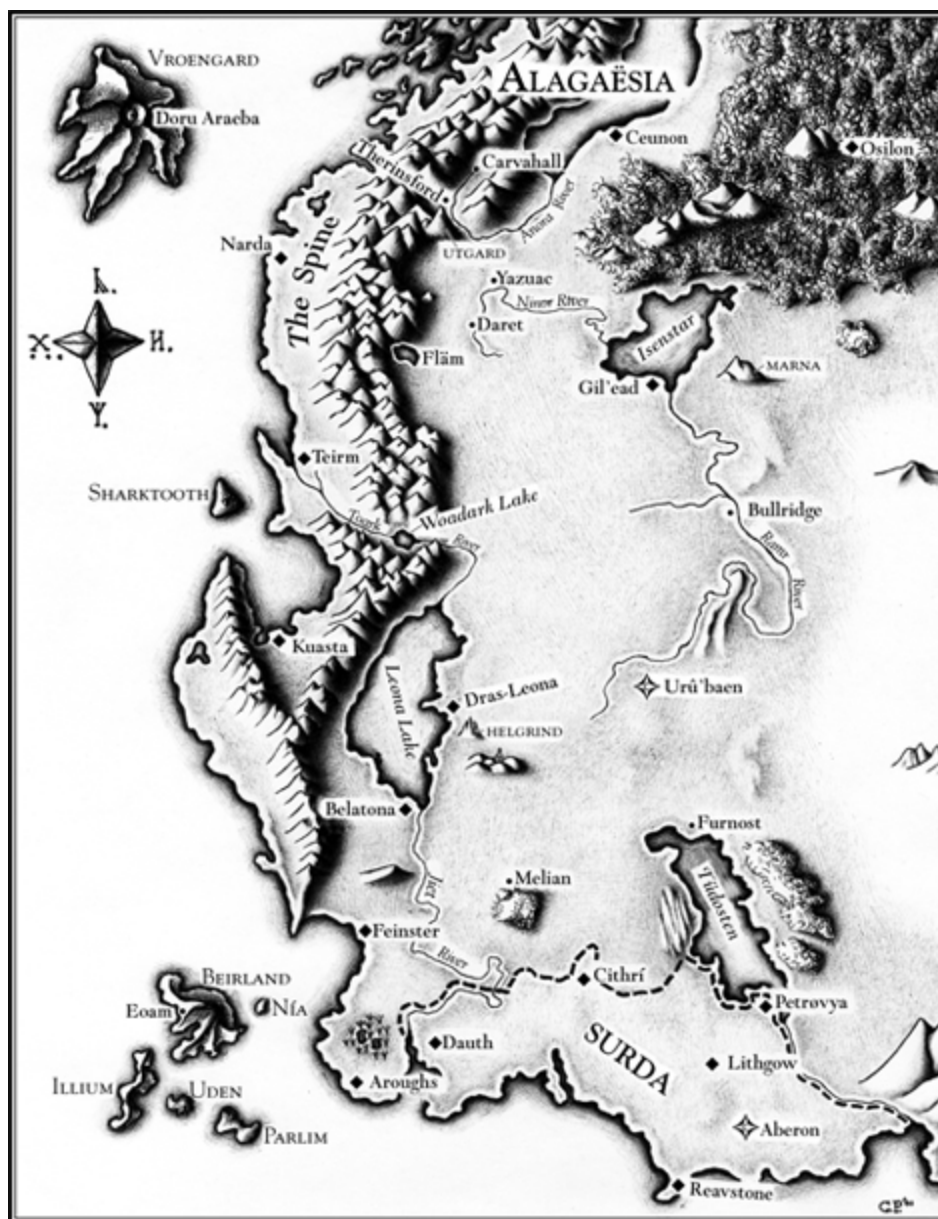 VROENGARD
ALAGAËSIA
Doru Araeba
Ceunon
Osilon
Therinsford
Carvahall
Anora River
Narda
The Spine
UTGARD
Yazuac
Ninor River
Daret
Isenstar
Fläm
MARNA
Gil'ead
Teirm
SHARKTOOTH
Woadark Lake
Toark
River
Bullridge
Ramr
River
Kuasta
Leona Lake
Urû'baen
Dras-Leona
HELGRIND
Belatona
Furnost
Jiet
Melian
Tüdosten
Feinster
River
BEIRLAND
Cithrí
Eoam
NÍA
Petrøvya
Dauth
SURDA
Lithgow
ILLIUM
UDEN
Aroughs
PARLIM
Aberon
Reavstone